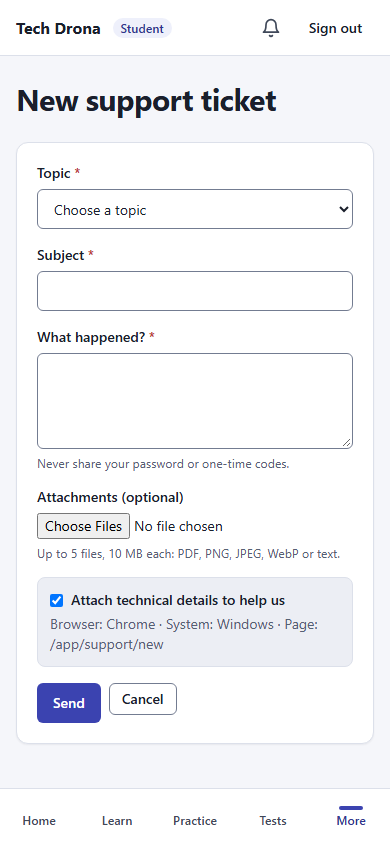 Tech Drona Student Sign out
New support ticket
Topic *
Choose a topic
Subject *
What happened? *
Never share your password or one-time codes.
Attachments (optional)
Choose Files No file chosen
Up to 5 files, 10 MB each: PDF, PNG, JPEG, WebP or text.
Attach technical details to help us
Browser: Chrome · System: Windows · Page:
/app/support/new
Send Cancel
Home Learn Practice Tests More